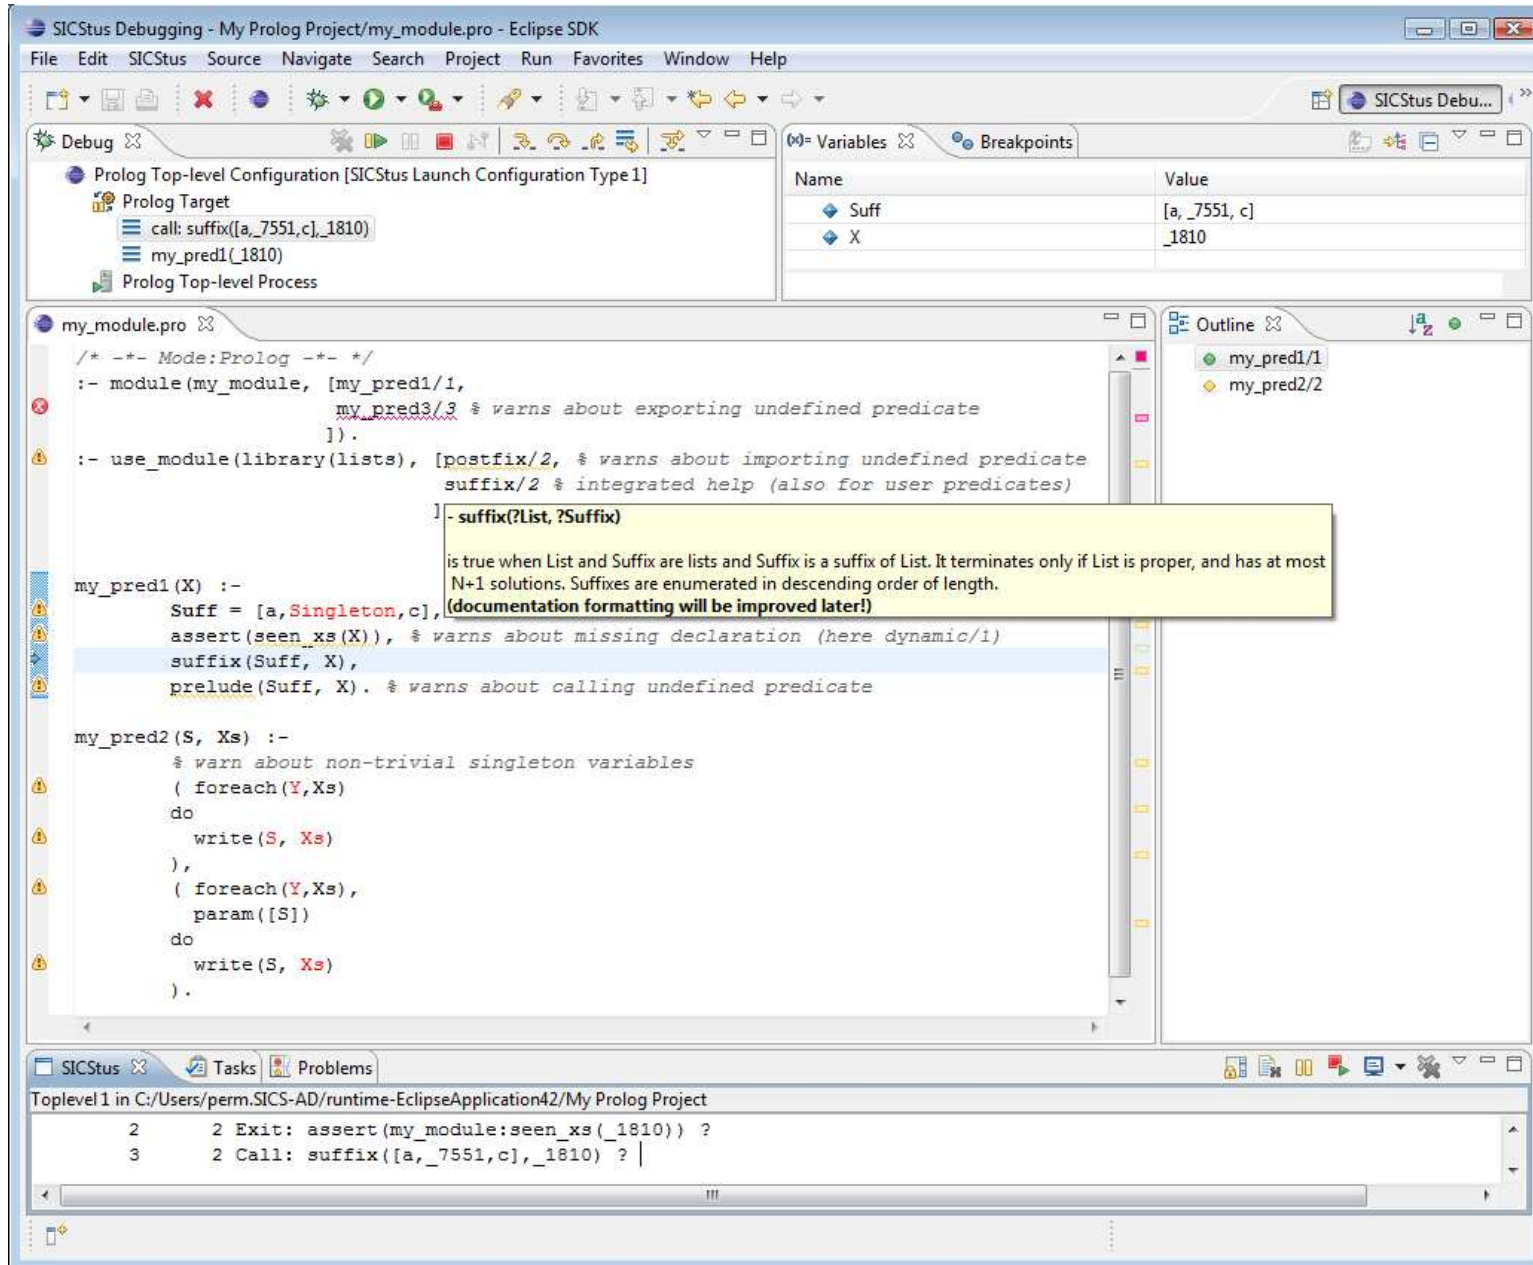 SICStus Debugging - My Prolog Project/my_module.pro - Eclipse SDK
File Edit SICStus Source Navigate Search Project Run Favorites Window Help
SICStus Debu... »
Debug
Prolog Top-level Configuration [SICStus Launch Configuration Type 1]
Prolog Target
call: suffix([a,_7551,c],_1810)
my_pred1(_1810)
Prolog Top-level Process
(x)= Variables Breakpoints
Name Value
Suff [a, _7551, c]
X _1810
my_module.pro
/* -*- Mode:Prolog -*- */
:- module(my_module, [my_pred1/1,
my_pred3/3 % warns about exporting undefined predicate
]).
:- use_module(library(lists), [postfix/2, % warns about importing undefined predicate
suffix/2 % integrated help (also for user predicates)
]
- suffix(?List, ?Suffix)
is true when List and Suffix are lists and Suffix is a suffix of List. It terminates only if List is proper, and has at most
N+1 solutions. Suffixes are enumerated in descending order of length.
(documentation formatting will be improved later!)
my_pred1(X) :-
Suff = [a,Singleton,c],
assert(seen_xs(X)), % warns about missing declaration (here dynamic/1)
suffix(Suff, X),
prelude(Suff, X). % warns about calling undefined predicate
my_pred2(S, Xs) :-
% warn about non-trivial singleton variables
( foreach(Y,Xs)
do
write(S, Xs)
),
( foreach(Y,Xs),
param([S])
do
write(S, Xs)
).
Outline
my_pred1/1
my_pred2/2
SICStus Tasks Problems
Toplevel 1 in C:/Users/perm.SICS-AD/runtime-EclipseApplication42/My Prolog Project
2 2 Exit: assert(my_module:seen_xs(_1810)) ?
3 2 Call: suffix([a,_7551,c],_1810) ?